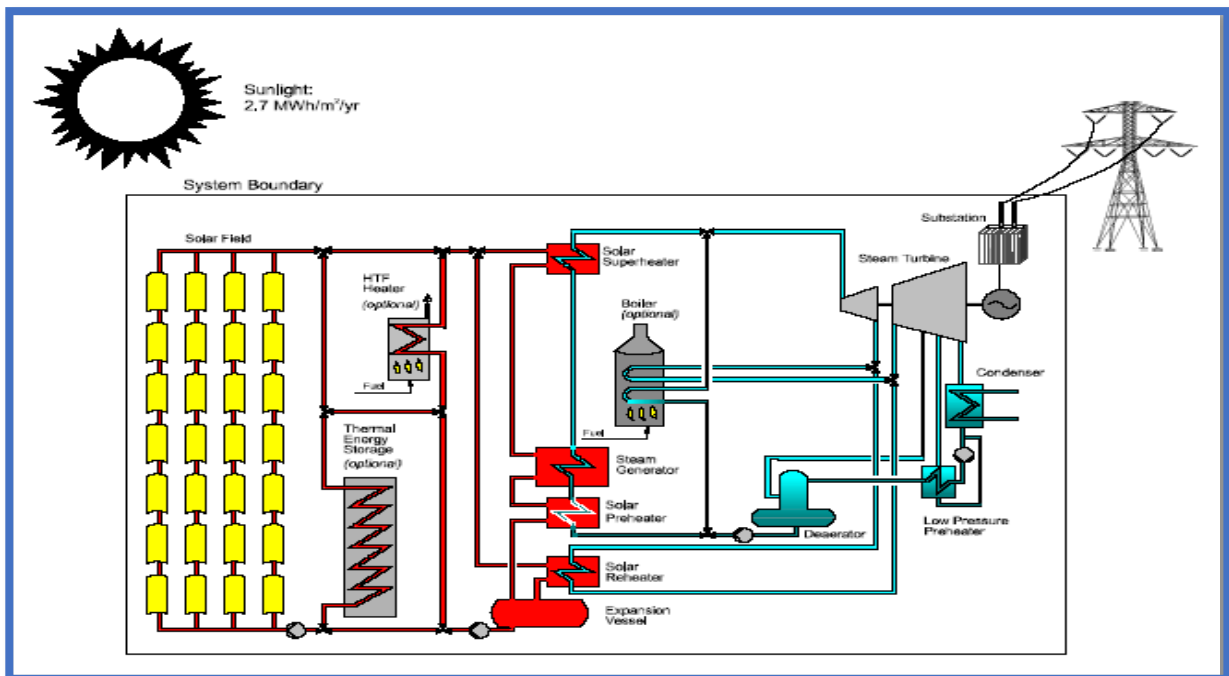 Sunlight:
2.7 MWh/m²/yr
System Boundary
Substation
Solar Field
Solar
Superheater
Steam Turbine
HTF
Heater
(optional)
Boiler
(optional)
Condenser
Fuel
Thermal
Energy
Storage
(optional)
Fuel
Steam
Generator
Solar
Preheater
Deaerator
Low Pressure
Preheater
Solar
Reheater
Expansion
Vessel